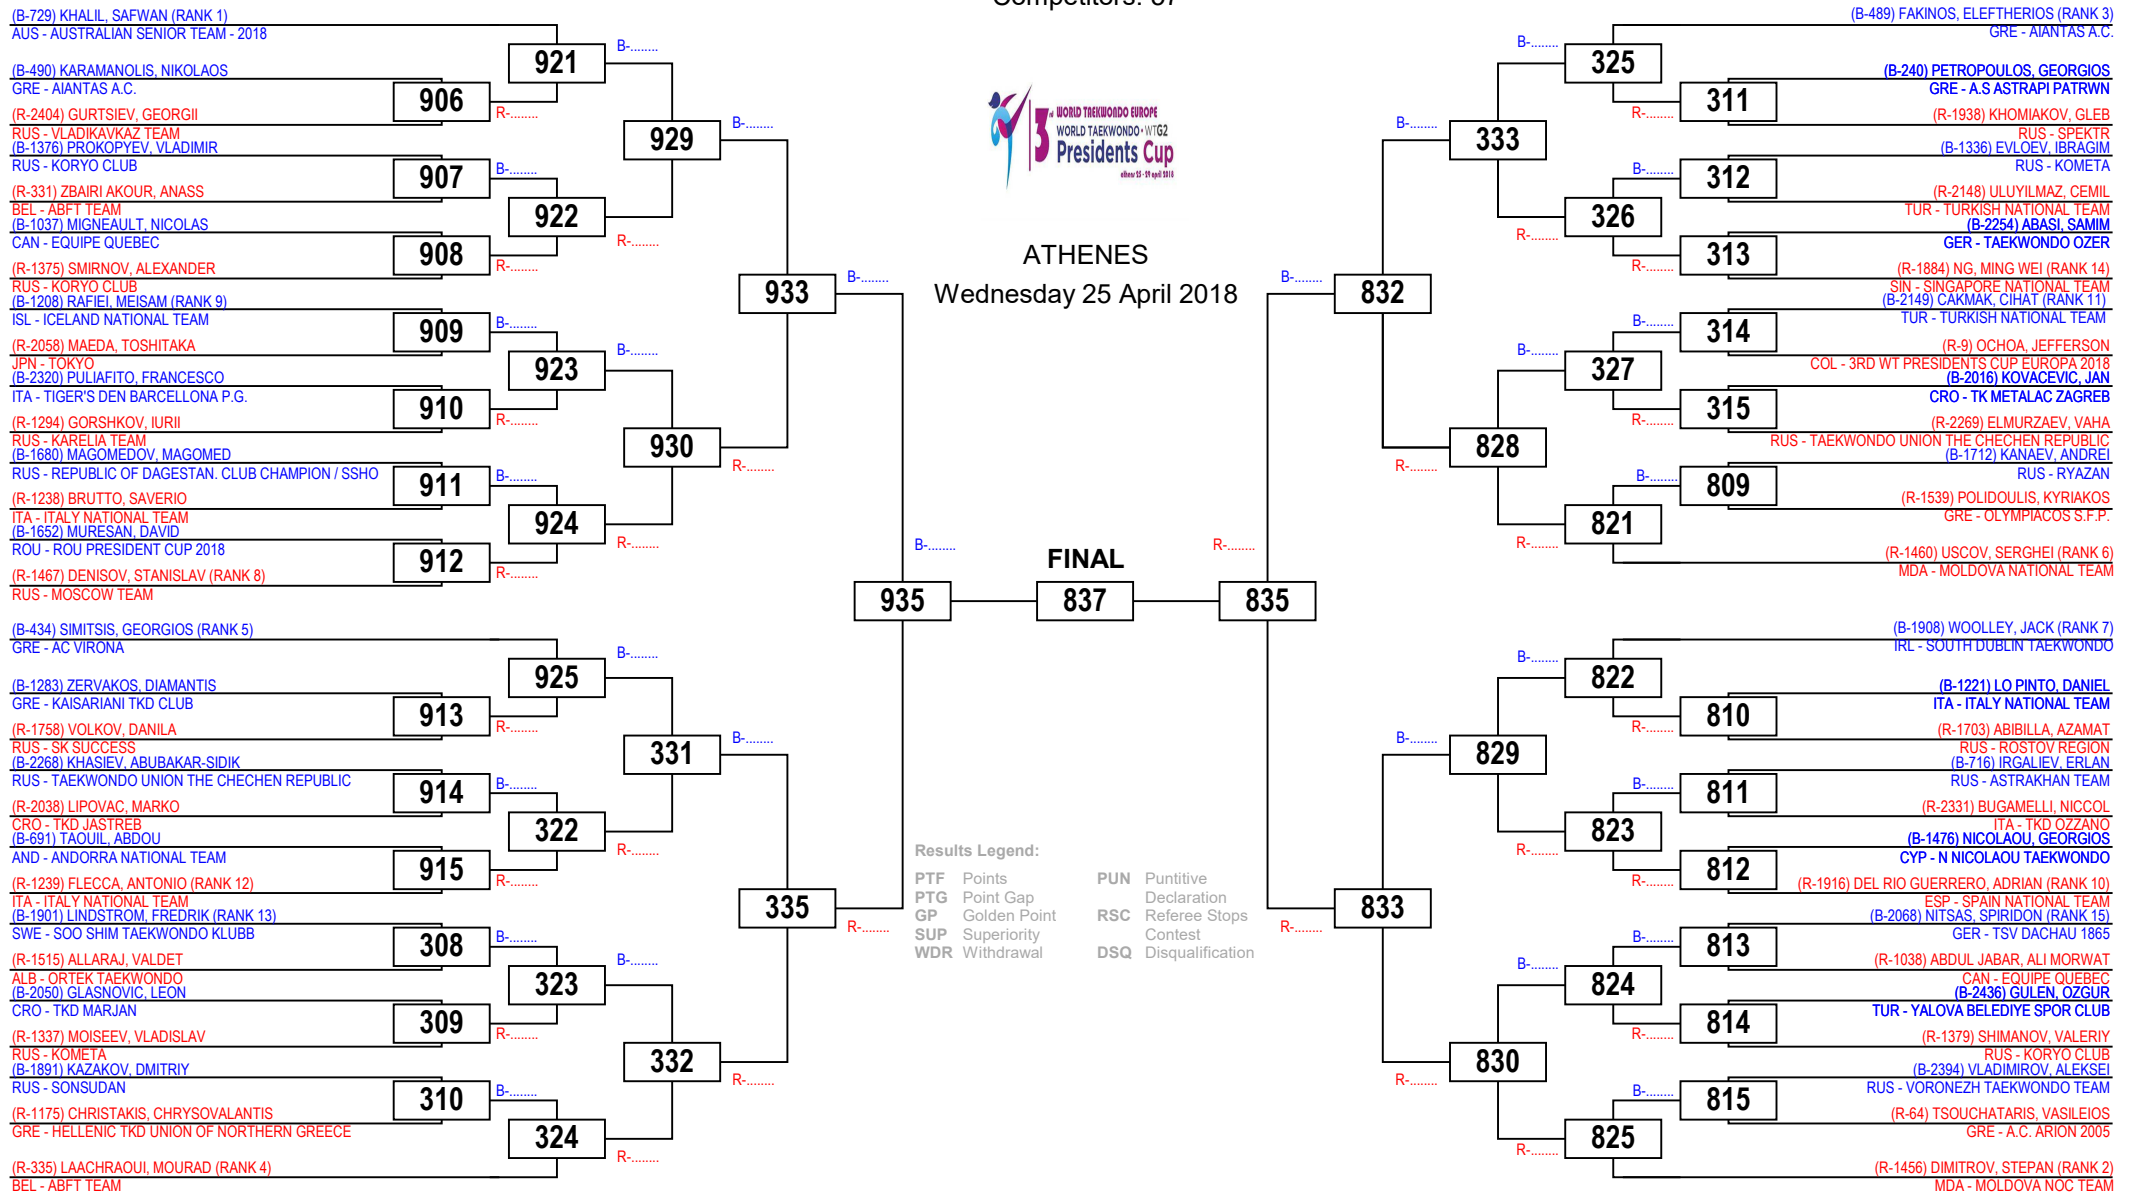 Competitors: 57
(B-729) KHALIL, SAFWAN (RANK 1)
AUS - AUSTRALIAN SENIOR TEAM - 2018
921
B-........
(B-490) KARAMANOLIS, NIKOLAOS
GRE - AIANTAS A.C.
906
R-........
(R-2404) GURTSIEV, GEORGII
RUS - VLADIKAVKAZ TEAM
929
B-........
(B-1376) PROKOPYEV, VLADIMIR
RUS - KORYO CLUB
907
B-........
(R-331) ZBAIRI AKOUR, ANASS
BEL - ABFT TEAM
922
R-........
(B-1037) MIGNEAULT, NICOLAS
CAN - EQUIPE QUEBEC
908
R-........
(R-1375) SMIRNOV, ALEXANDER
RUS - KORYO CLUB
933
B-........
(B-1208) RAFIEI, MEISAM (RANK 9)
ISL - ICELAND NATIONAL TEAM
909
B-........
(R-2058) MAEDA, TOSHITAKA
JPN - TOKYO
923
B-........
(B-2320) PULIAFITO, FRANCESCO
ITA - TIGER'S DEN BARCELLONA P.G.
910
R-........
(R-1294) GORSHKOV, IURII
RUS - KARELIA TEAM
930
R-........
(B-1680) MAGOMEDOV, MAGOMED
RUS - REPUBLIC OF DAGESTAN. CLUB CHAMPION / SSHO
911
B-........
(R-1238) BRUTTO, SAVERIO
ITA - ITALY NATIONAL TEAM
924
R-........
(B-1652) MURESAN, DAVID
ROU - ROU PRESIDENT CUP 2018
912
R-........
(R-1467) DENISOV, STANISLAV (RANK 8)
RUS - MOSCOW TEAM
935
B-........
(B-434) SIMITSIS, GEORGIOS (RANK 5)
GRE - AC VIRONA
925
B-........
(B-1283) ZERVAKOS, DIAMANTIS
GRE - KAISARIANI TKD CLUB
913
R-........
(R-1758) VOLKOV, DANILA
RUS - SK SUCCESS
331
B-........
(B-2268) KHASIEV, ABUBAKAR-SIDIK
RUS - TAEKWONDO UNION THE CHECHEN REPUBLIC
914
B-........
(R-2038) LIPOVAC, MARKO
CRO - TKD JASTREB
322
R-........
(B-691) TAOUIL, ABDOU
AND - ANDORRA NATIONAL TEAM
915
R-........
(R-1239) FLECCA, ANTONIO (RANK 12)
ITA - ITALY NATIONAL TEAM
335
R-........
(B-1901) LINDSTROM, FREDRIK (RANK 13)
SWE - SOO SHIM TAEKWONDO KLUBB
308
B-........
(R-1515) ALLARAJ, VALDET
ALB - ORTEK TAEKWONDO
323
B-........
(B-2050) GLASNOVIC, LEON
CRO - TKD MARJAN
309
R-........
(R-1337) MOISEEV, VLADISLAV
RUS - KOMETA
332
R-........
(B-1891) KAZAKOV, DMITRIY
RUS - SONSUDAN
310
B-........
(R-1175) CHRISTAKIS, CHRYSOVALANTIS
GRE - HELLENIC TKD UNION OF NORTHERN GREECE
324
R-........
(R-335) LAACHRAOUI, MOURAD (RANK 4)
BEL - ABFT TEAM
3rd WORLD TAEKWONDO EUROPE
WORLD TAEKWONDO • WTG2
Presidents Cup
athens 25 - 29 april 2018
ATHENES
Wednesday 25 April 2018
FINAL
837
Results Legend:
PTF Points
PTG Point Gap
GP Golden Point
SUP Superiority
WDR Withdrawal
PUN Puntitive
Declaration
RSC Referee Stops
Contest
DSQ Disqualification
(B-489) FAKINOS, ELEFTHERIOS (RANK 3)
GRE - AIANTAS A.C.
B-........
325
(B-240) PETROPOULOS, GEORGIOS
GRE - A.S ASTRAPI PATRWN
R-........
311
(R-1938) KHOMIAKOV, GLEB
RUS - SPEKTR
B-........
333
(B-1336) EVLOEV, IBRAGIM
RUS - KOMETA
B-........
312
(R-2148) ULUYILMAZ, CEMIL
TUR - TURKISH NATIONAL TEAM
R-........
326
(B-2254) ABASI, SAMIM
GER - TAEKWONDO OZER
R-........
313
(R-1884) NG, MING WEI (RANK 14)
SIN - SINGAPORE NATIONAL TEAM
B-........
832
(B-2149) CAKMAK, CIHAT (RANK 11)
TUR - TURKISH NATIONAL TEAM
B-........
314
(R-9) OCHOA, JEFFERSON
COL - 3RD WT PRESIDENTS CUP EUROPA 2018
B-........
327
(B-2016) KOVACEVIC, JAN
CRO - TK METALAC ZAGREB
R-........
315
(R-2269) ELMURZAEV, VAHA
RUS - TAEKWONDO UNION THE CHECHEN REPUBLIC
R-........
828
(B-1712) KANAEV, ANDREI
RUS - RYAZAN
B-........
809
(R-1539) POLIDOULIS, KYRIAKOS
GRE - OLYMPIACOS S.F.P.
R-........
821
(R-1460) USCOV, SERGHEI (RANK 6)
MDA - MOLDOVA NATIONAL TEAM
R-........
835
(B-1908) WOOLLEY, JACK (RANK 7)
IRL - SOUTH DUBLIN TAEKWONDO
B-........
822
(B-1221) LO PINTO, DANIEL
ITA - ITALY NATIONAL TEAM
R-........
810
(R-1703) ABIBILLA, AZAMAT
RUS - ROSTOV REGION
B-........
829
(B-716) IRGALIEV, ERLAN
RUS - ASTRAKHAN TEAM
B-........
811
(R-2331) BUGAMELLI, NICCOL
ITA - TKD OZZANO
R-........
823
(B-1476) NICOLAOU, GEORGIOS
CYP - N NICOLAOU TAEKWONDO
R-........
812
(R-1916) DEL RIO GUERRERO, ADRIAN (RANK 10)
ESP - SPAIN NATIONAL TEAM
R-........
833
(B-2068) NITSAS, SPIRIDON (RANK 15)
GER - TSV DACHAU 1865
B-........
813
(R-1038) ABDUL JABAR, ALI MORWAT
CAN - EQUIPE QUEBEC
B-........
824
(B-2436) GULEN, OZGUR
TUR - YALOVA BELEDIYE SPOR CLUB
R-........
814
(R-1379) SHIMANOV, VALERIY
RUS - KORYO CLUB
R-........
830
(B-2394) VLADIMIROV, ALEKSEI
RUS - VORONEZH TAEKWONDO TEAM
B-........
815
(R-64) TSOUCHATARIS, VASILEIOS
GRE - A.C. ARION 2005
R-........
825
(R-1456) DIMITROV, STEPAN (RANK 2)
MDA - MOLDOVA NOC TEAM